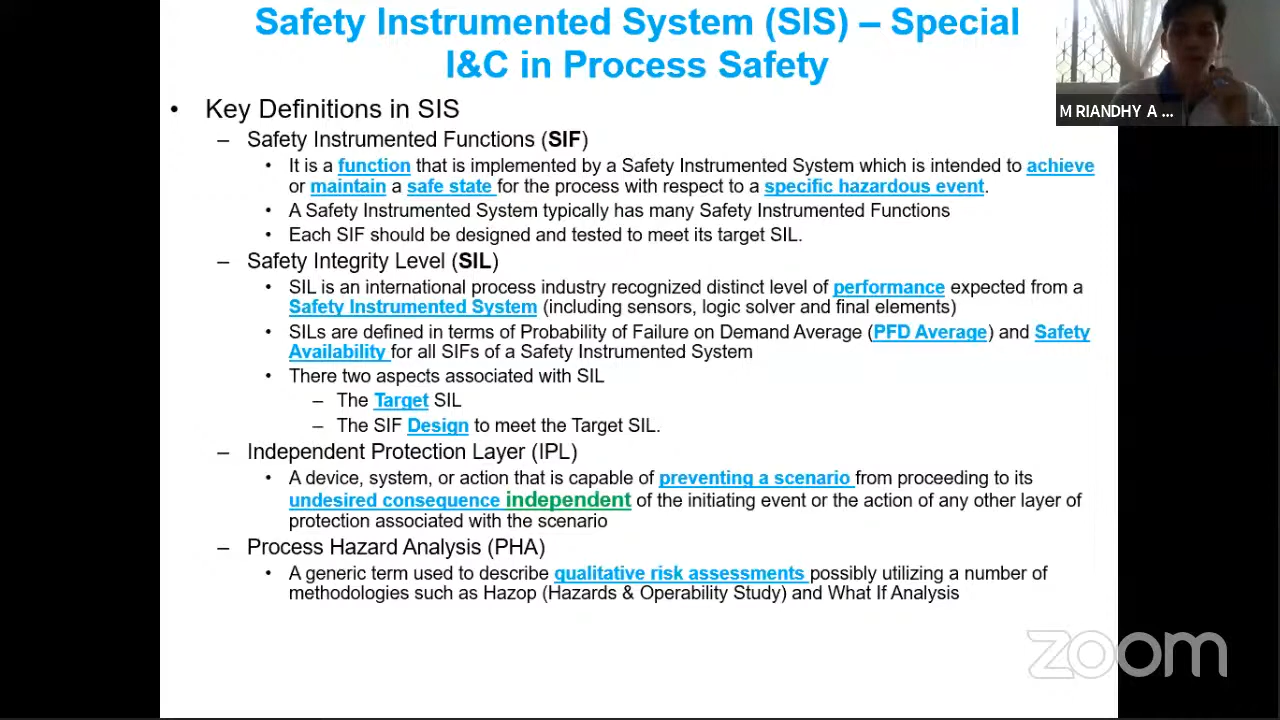 Safety Instrumented System (SIS) – Special
I&C in Process Safety
M RIANDHY A ...
• Key Definitions in SIS
– Safety Instrumented Functions (SIF)
• It is a function that is implemented by a Safety Instrumented System which is intended to achieve
or maintain a safe state for the process with respect to a specific hazardous event.
• A Safety Instrumented System typically has many Safety Instrumented Functions
• Each SIF should be designed and tested to meet its target SIL.
– Safety Integrity Level (SIL)
• SIL is an international process industry recognized distinct level of performance expected from a
Safety Instrumented System (including sensors, logic solver and final elements)
• SILs are defined in terms of Probability of Failure on Demand Average (PFD Average) and Safety
Availability for all SIFs of a Safety Instrumented System
• There two aspects associated with SIL
– The Target SIL
– The SIF Design to meet the Target SIL.
– Independent Protection Layer (IPL)
• A device, system, or action that is capable of preventing a scenario from proceeding to its
undesired consequence independent of the initiating event or the action of any other layer of
protection associated with the scenario
– Process Hazard Analysis (PHA)
• A generic term used to describe qualitative risk assessments possibly utilizing a number of
methodologies such as Hazop (Hazards & Operability Study) and What If Analysis
zoom